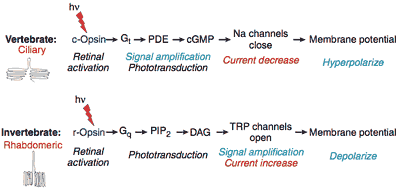 hν
Vertebrate: c-Opsin → Gt → PDE → cGMP → Na channels close → Membrane potential
Ciliary
Retinal activation
Signal amplification
Phototransduction
Current decrease
Hyperpolarize
hν
Invertebrate: r-Opsin → Gq → PIP2 → DAG → TRP channels open → Membrane potential
Rhabdomeric
Retinal activation
Phototransduction
Signal amplification
Current increase
Depolarize